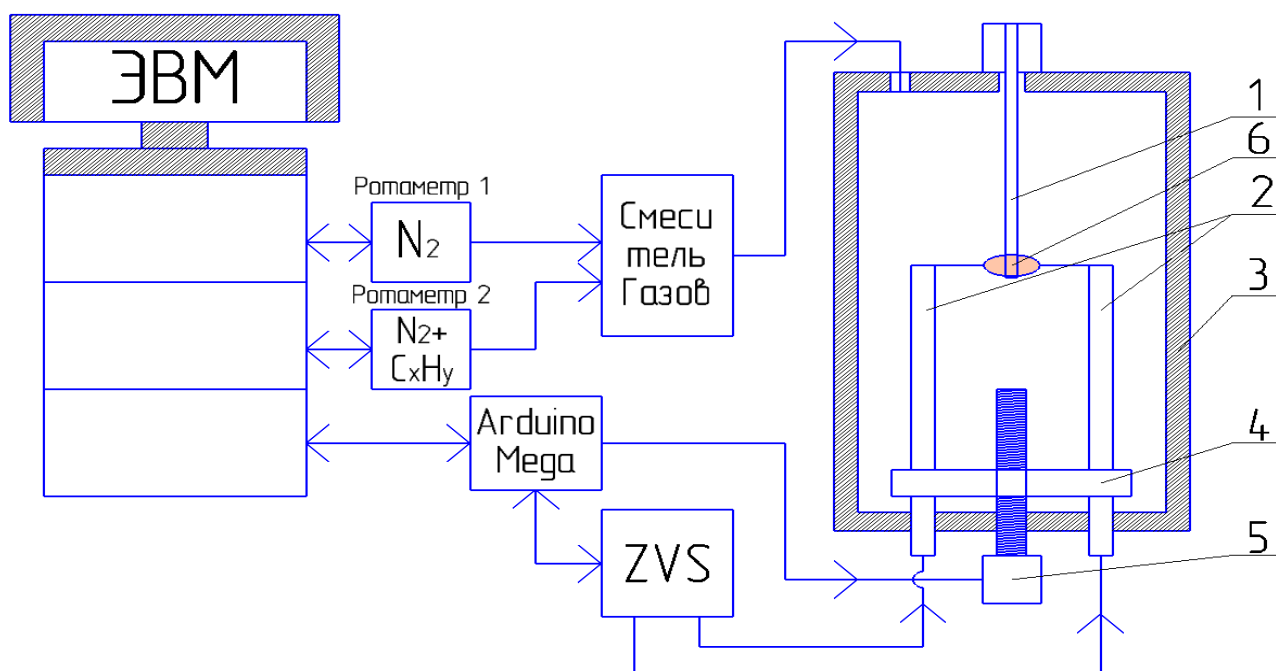 ЭВМ
Ротаметр 1
N2
Ротаметр 2
N2+
CxHy
Смеси
тель
Газов
Arduino
Mega
ZVS
1
6
2
3
4
5